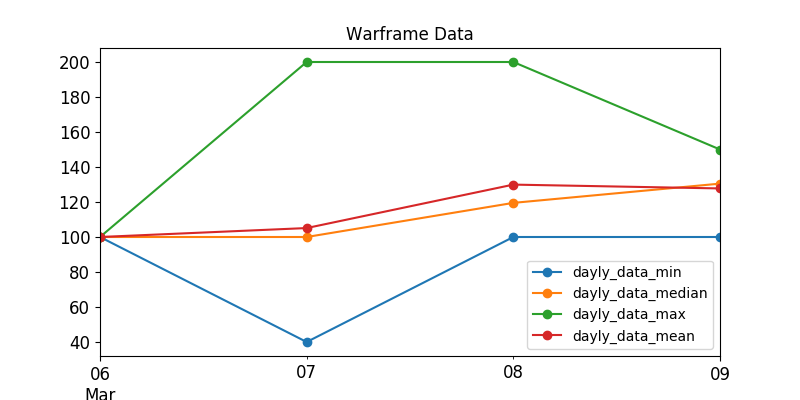 Warframe Data
200
180
160
140
120
100
80
60
40
dayly_data_min
dayly_data_median
dayly_data_max
dayly_data_mean
06 07 08 09
Mar